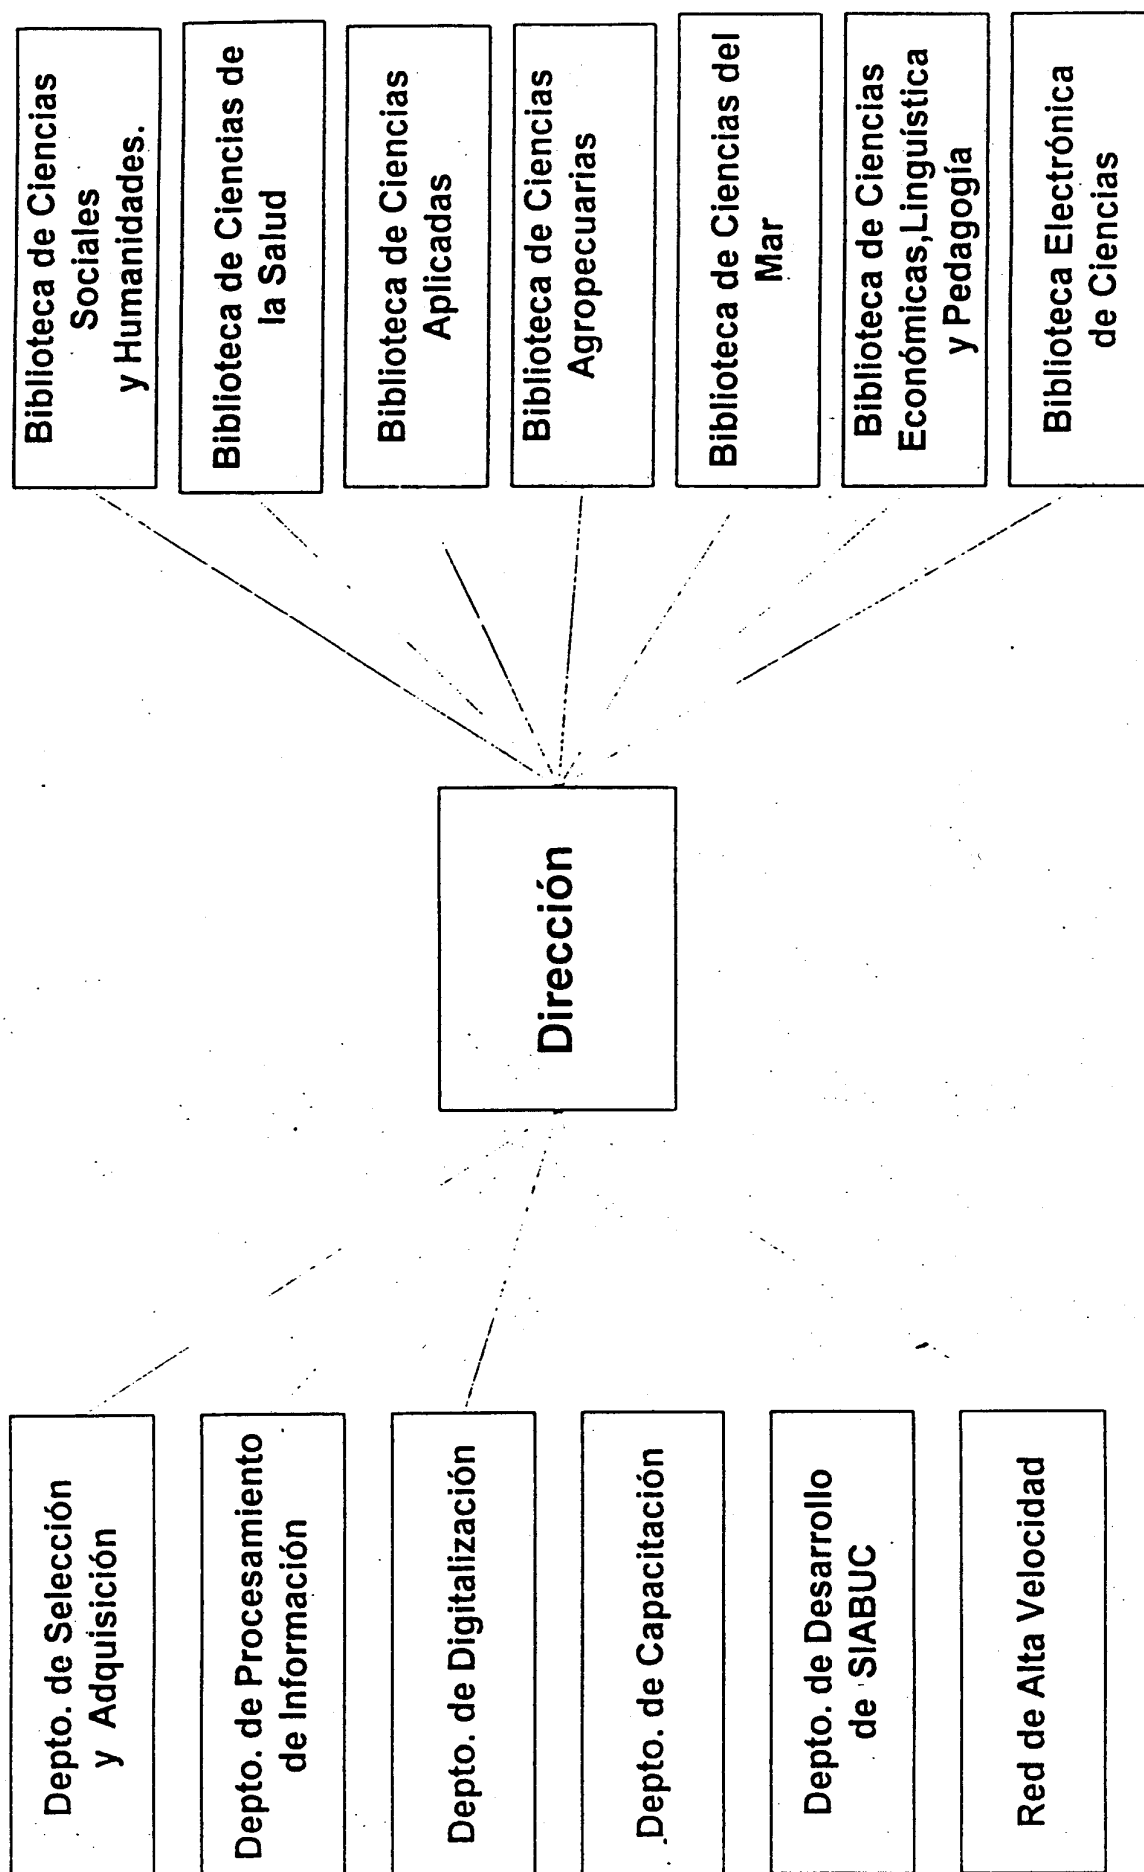 Depto. de Selección
y Adquisición
Depto. de Procesamiento
de Información
Depto. de Digitalización
Depto. de Capacitación
Depto. de Desarrollo
de SIABUC
Red de Alta Velocidad
Dirección
Biblioteca de Ciencias
Sociales
y Humanidades.
Biblioteca de Ciencias de
la Salud
Biblioteca de Ciencias
Aplicadas
Biblioteca de Ciencias
Agropecuarias
Biblioteca de Ciencias del
Mar
Biblioteca de Ciencias
Económicas,Linguística
y Pedagogía
Biblioteca Electrónica
de Ciencias